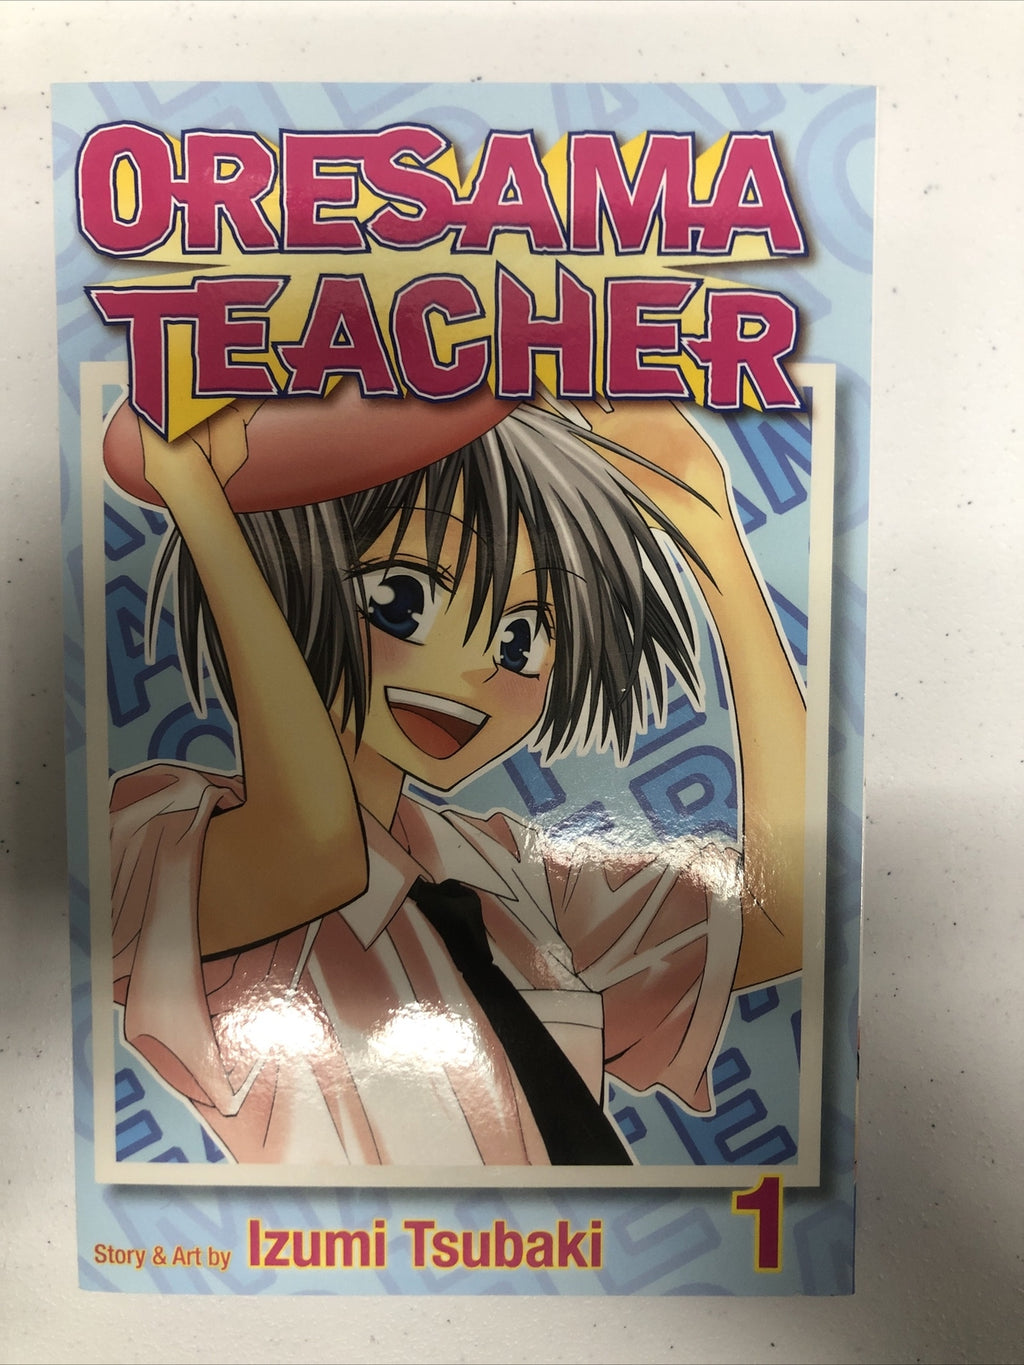 ORESAMA
TEACHER
Story & Art by Izumi Tsubaki
1